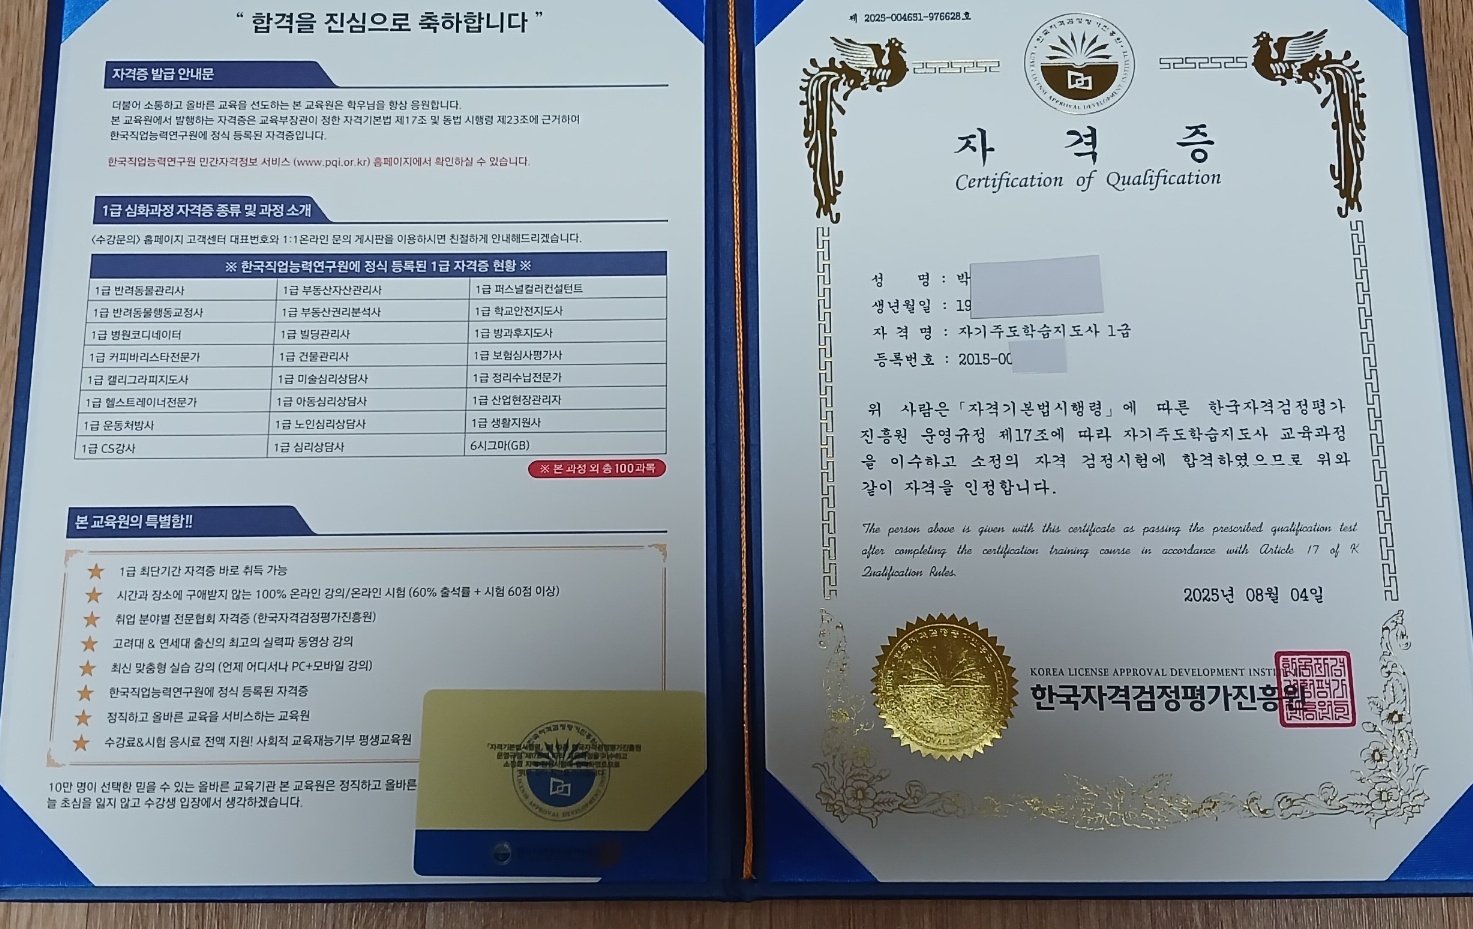 “ 합격을 진심으로 축하합니다 ”
자격증 발급 안내문
더불어 소통하고 올바른 교육을 선도하는 본 교육원은 학우님을 항상 응원합니다.
본 교육원에서 발행하는 자격증은 교육부장관이 정한 자격기본법 제17조 및 동법 시행령 제23조에 근거하여
한국직업능력연구원에 정식 등록된 자격증입니다.
한국직업능력연구원 민간자격정보 서비스 (www.pqi.or.kr) 홈페이지에서 확인하실 수 있습니다.
1급 심화과정 자격증 종류 및 과정 소개
<수강문의> 홈페이지 고객센터 대표번호와 1:1온라인 문의 게시판을 이용하시면 친절하게 안내해드리겠습니다.
※ 한국직업능력연구원에 정식 등록된 1급 자격증 현황 ※
1급 반려동물관리사 1급 부동산자산관리사 1급 퍼스널컬러컨설턴트
1급 반려동물행동교정사 1급 부동산권리분석사 1급 학교안전지도사
1급 병원코디네이터 1급 빌딩관리사 1급 방과후지도사
1급 커피바리스타전문가 1급 건물관리사 1급 보험심사평가사
1급 캘리그라피지도사 1급 미술심리상담사 1급 정리수납전문가
1급 헬스트레이너전문가 1급 아동심리상담사 1급 산업현장관리자
1급 운동처방사 1급 노인심리상담사 1급 생활지원사
1급 CS강사 1급 심리상담사 6시그마(GB)
※ 본 과정 외 총 100과목
본 교육원의 특별함!!
1급 최단기간 자격증 바로 취득 가능
시간과 장소에 구애받지 않는 100% 온라인 강의/온라인 시험 (60% 출석률 + 시험 60점 이상)
취업 분야별 전문협회 자격증 (한국자격검정평가진흥원)
고려대 & 연세대 출신의 최고의 실력파 동영상 강의
최신 맞춤형 실습 강의 (언제 어디서나 PC+모바일 강의)
한국직업능력연구원에 정식 등록된 자격증
정직하고 올바른 교육을 서비스하는 교육원
수강료&시험 응시료 전액 지원! 사회적 교육재능기부 평생교육원
10만 명이 선택한 믿을 수 있는 올바른 교육기관 본 교육원은 정직하고 올바른
늘 초심을 잃지 않고 수강생 입장에서 생각하겠습니다.
제 2025-004651-976628호
자 격 증
Certification of Qualification
성 명 : 박
생년월일 : 19
자 격 명 : 자기주도학습지도사 1급
등록번호 : 2015-00
위 사람은 「자격기본법시행령」에 따른 한국자격검정평가
진흥원 운영규정 제17조에 따라 자기주도학습지도사 교육과정
을 이수하고 소정의 자격 검정시험에 합격하였으므로 위와
같이 자격을 인정합니다.
The person above is given with this certificate as passing the prescribed qualification test
after completing the certification training course in accordance with Article 17 of K
Qualification Rules.
2025년 08월 04일
KOREA LICENSE APPROVAL DEVELOPMENT
한국자격검정평가진흥원